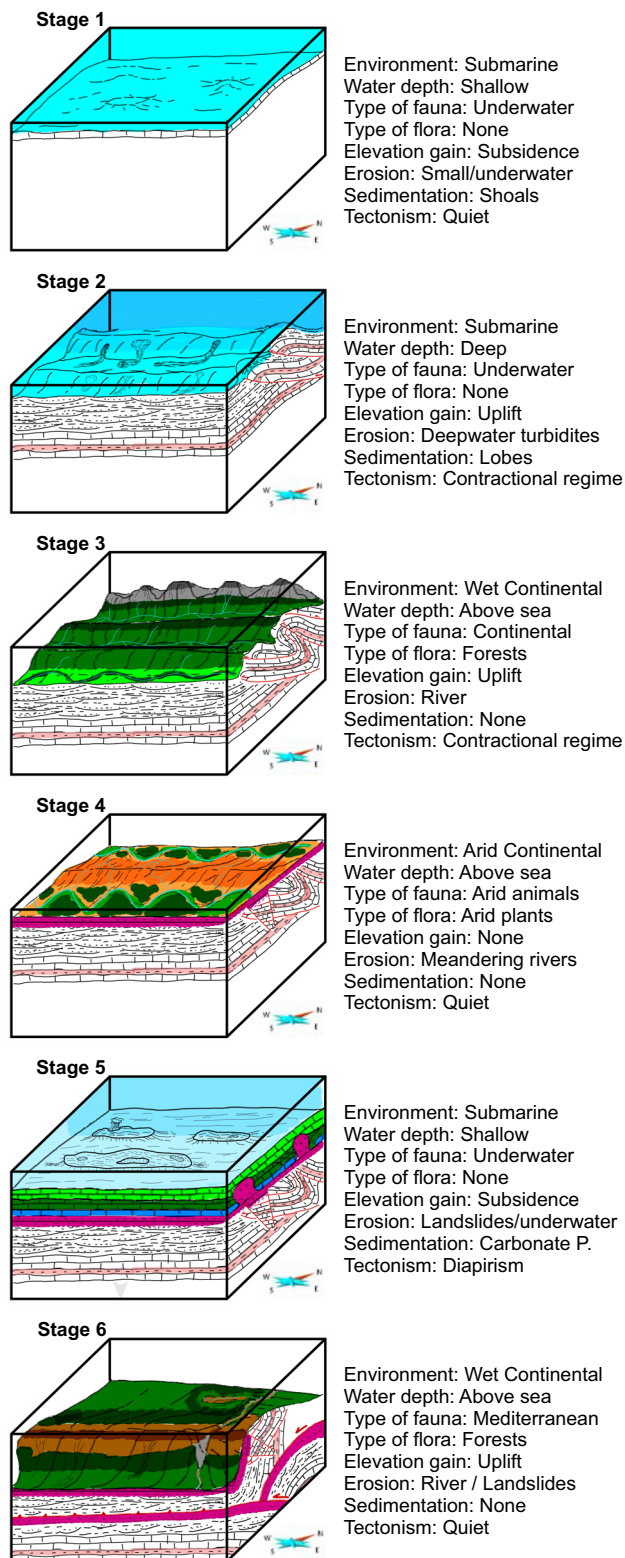 Stage 1
Environment: Submarine
Water depth: Shallow
Type of fauna: Underwater
Type of flora: None
Elevation gain: Subsidence
Erosion: Small/underwater
Sedimentation: Shoals
Tectonism: Quiet
W N
S E
Stage 2
Environment: Submarine
Water depth: Deep
Type of fauna: Underwater
Type of flora: None
Elevation gain: Uplift
Erosion: Deepwater turbidites
Sedimentation: Lobes
Tectonism: Contractional regime
W N
S E
Stage 3
Environment: Wet Continental
Water depth: Above sea
Type of fauna: Continental
Type of flora: Forests
Elevation gain: Uplift
Erosion: River
Sedimentation: None
Tectonism: Contractional regime
W N
S E
Stage 4
Environment: Arid Continental
Water depth: Above sea
Type of fauna: Arid animals
Type of flora: Arid plants
Elevation gain: None
Erosion: Meandering rivers
Sedimentation: None
Tectonism: Quiet
W N
S E
Stage 5
Environment: Submarine
Water depth: Shallow
Type of fauna: Underwater
Type of flora: None
Elevation gain: Subsidence
Erosion: Landslides/underwater
Sedimentation: Carbonate P.
Tectonism: Diapirism
W N
S E
Stage 6
Environment: Wet Continental
Water depth: Above sea
Type of fauna: Mediterranean
Type of flora: Forests
Elevation gain: Uplift
Erosion: River / Landslides
Sedimentation: None
Tectonism: Quiet
W N
S E